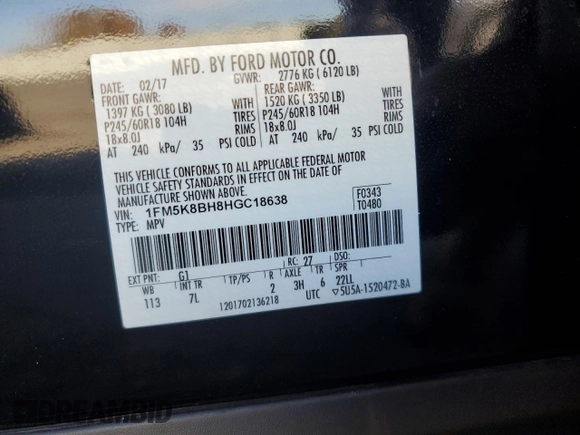 MFD. BY FORD MOTOR CO.
02/17 GVWR: 2776 KG ( 6120 LB)
FRONT GAWR: REAR GAWR:
1397 KG ( 3080 LB) WITH 1520 KG ( 3350 LB) WITH
P245/60R18 104H TIRES P245/60R18 104H TIRES
18x8.0J RIMS 18x8.0J RIMS
AT 240 kPa/ 35 PSI COLD AT 240 kPa/ 35 PSI COLD
THIS VEHICLE CONFORMS TO ALL APPLICABLE FEDERAL MOTOR
VEHICLE SAFETY STANDARDS IN EFFECT ON THE DATE OF
MANUFACTURE SHOWN ABOVE.
VIN: 1FM5K8BH8HGC18638 F0343
TYPE: MPV T0480
EXT PNT: G1 RC: 27 DSO:
WB INT TR TP/PS R AXLE TR SPR
113 7L 2 3H 6 22LL
1201702136218 UTC ▽5U5A-1520472-BA
DREAMBID